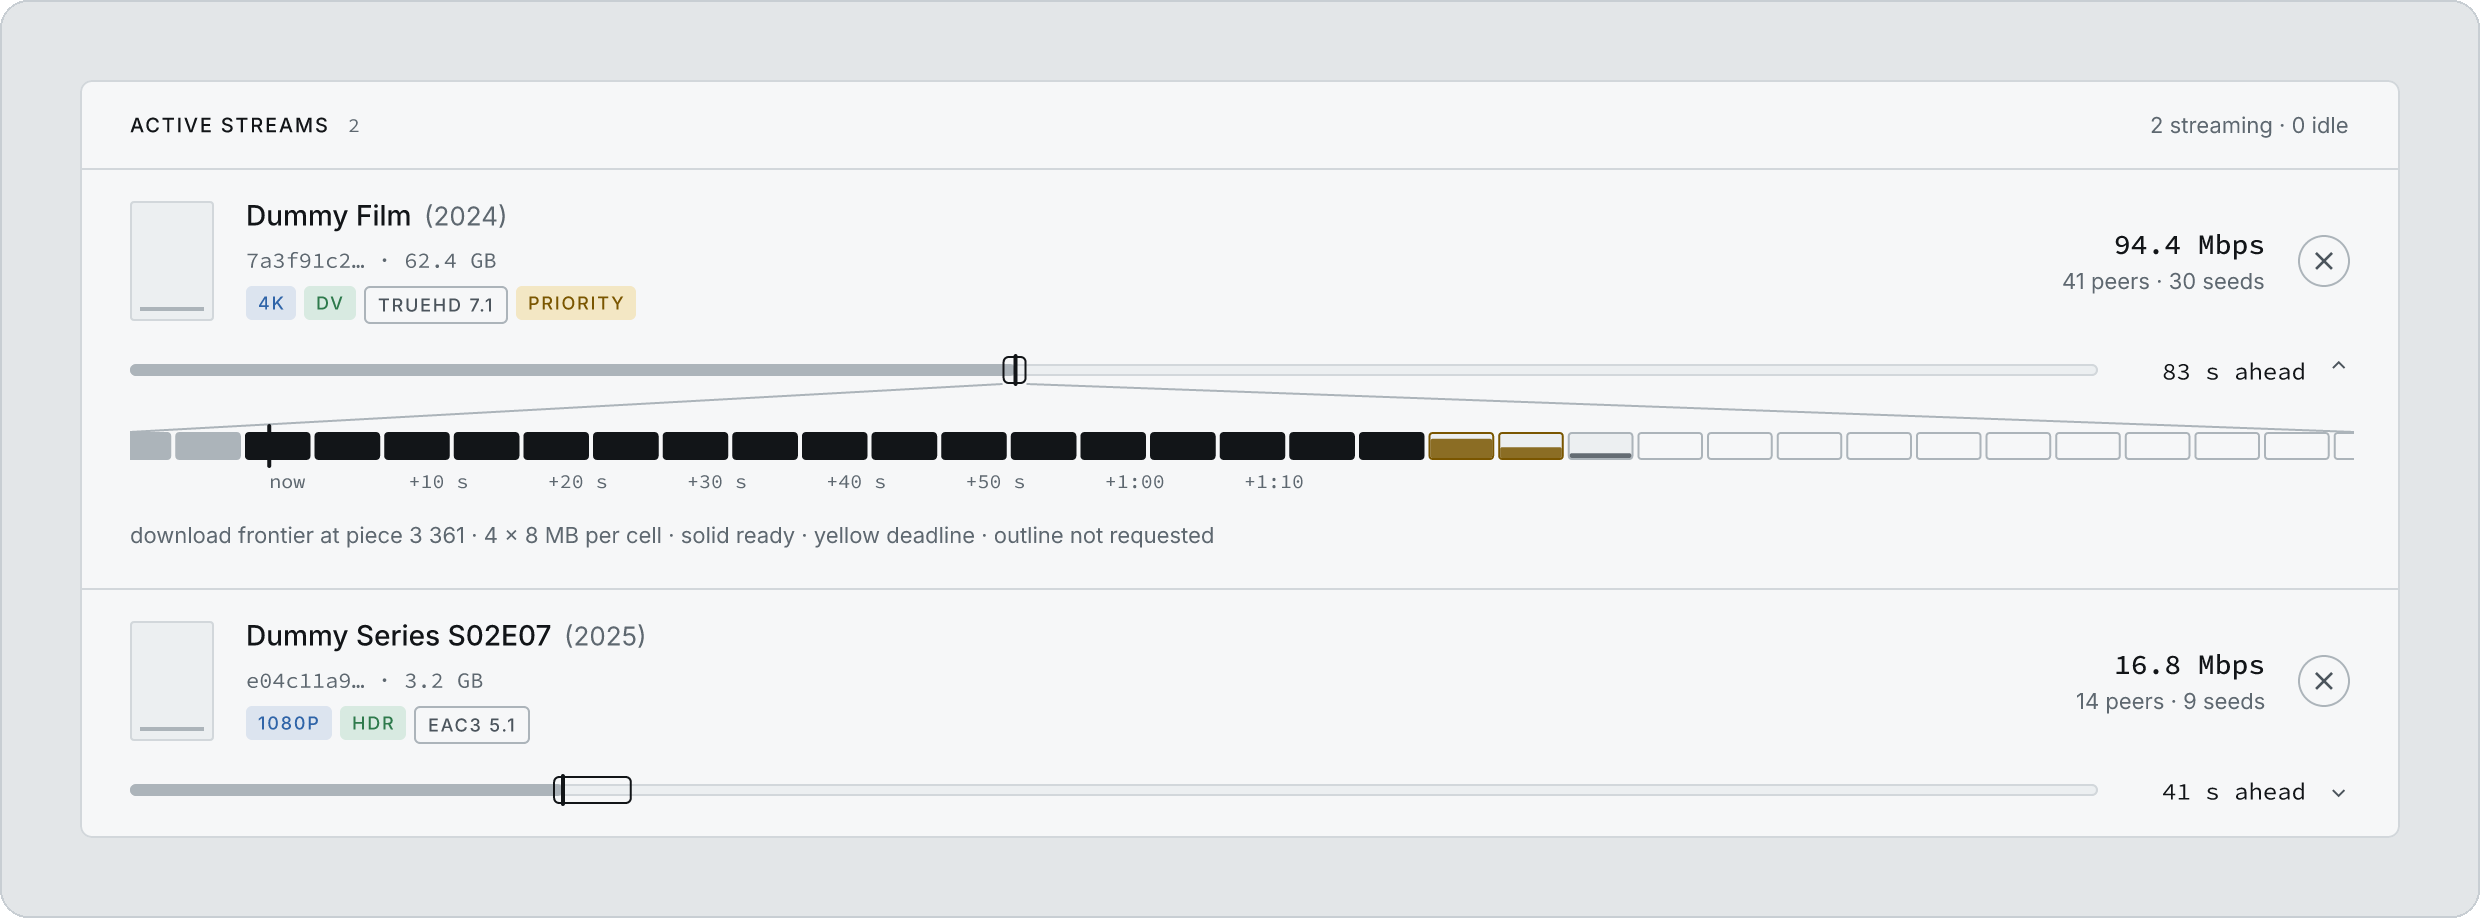 ACTIVE STREAMS 2
2 streaming · 0 idle
Dummy Film (2024)
7a3f91c2… · 62.4 GB
4K DV TRUEHD 7.1 PRIORITY
94.4 Mbps
41 peers · 30 seeds
83 s ahead
now +10 s +20 s +30 s +40 s +50 s +1:00 +1:10
download frontier at piece 3 361 · 4 × 8 MB per cell · solid ready · yellow deadline · outline not requested
Dummy Series S02E07 (2025)
e04c11a9… · 3.2 GB
1080P HDR EAC3 5.1
16.8 Mbps
14 peers · 9 seeds
41 s ahead